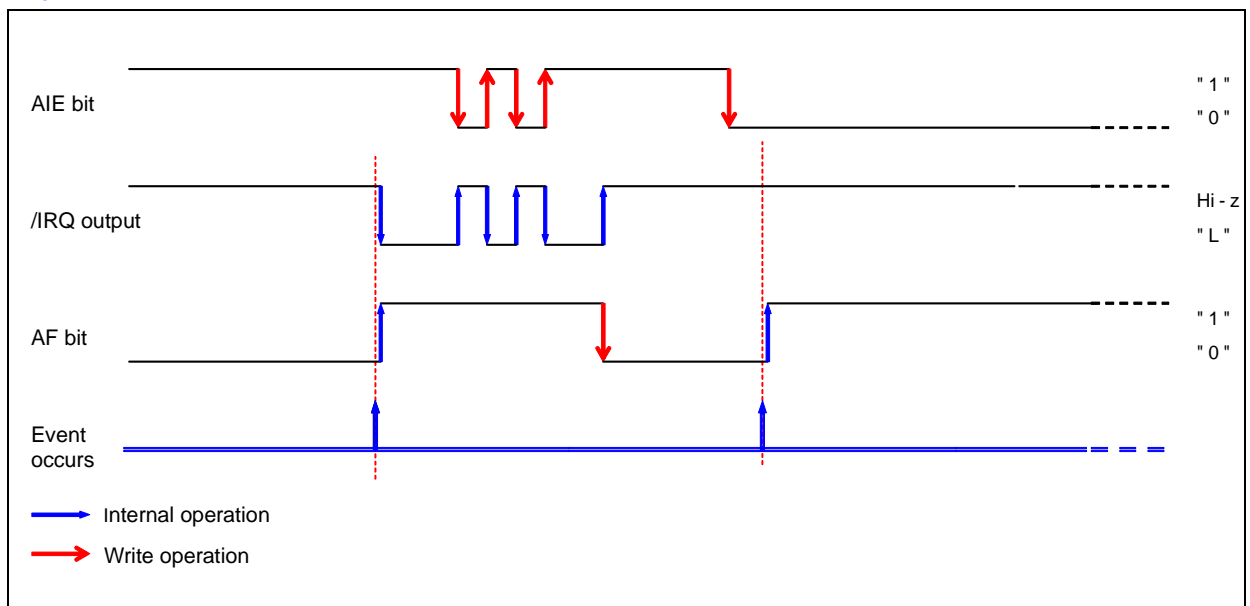 AIE bit
" 1 "
" 0 "
/IRQ output
Hi - z
" L "
AF bit
" 1 "
" 0 "
Event
occurs
Internal operation
Write operation